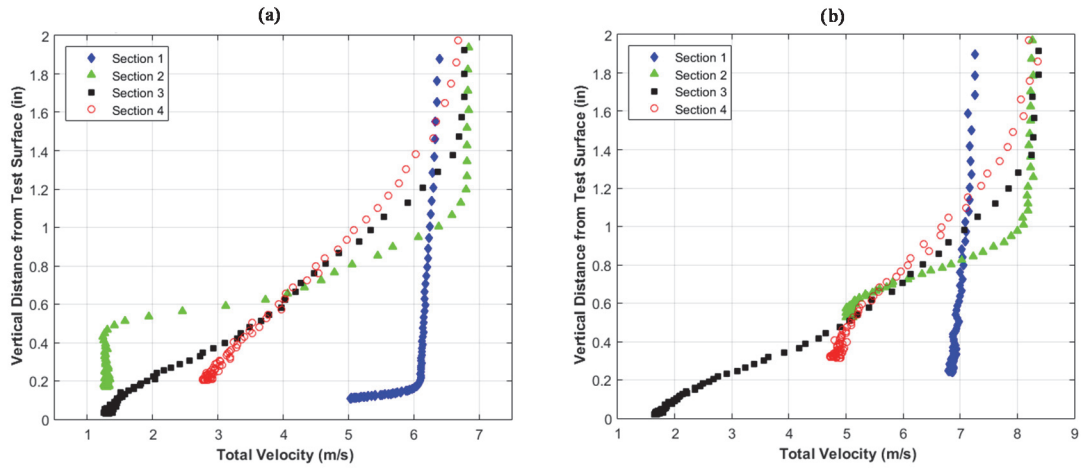 (a)
Vertical Distance from Test Surface (in)
2
1.8
1.6
1.4
1.2
1
0.8
0.6
0.4
0.2
0
Section 1
Section 2
Section 3
Section 4
1 2 3 4 5 6 7
Total Velocity (m/s)
(b)
Vertical Distance from Test Surface (in)
2
1.8
1.6
1.4
1.2
1
0.8
0.6
0.4
0.2
0
Section 1
Section 2
Section 3
Section 4
1 2 3 4 5 6 7 8 9
Total Velocity (m/s)